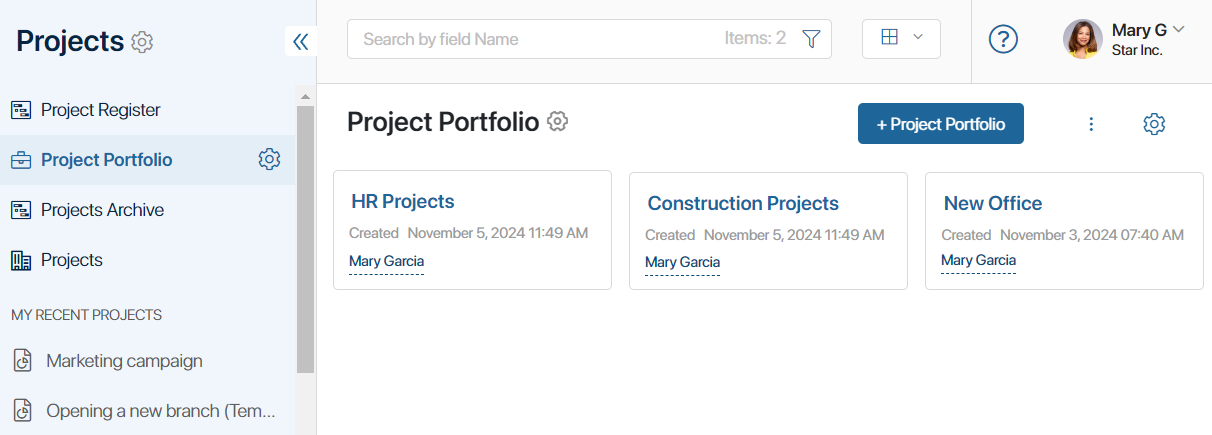 Projects
Project Register
Project Portfolio
Projects Archive
Projects
MY RECENT PROJECTS
Marketing campaign
Opening a new branch (Tem...
Search by field Name Items: 2
?
Mary G
Star Inc.
Project Portfolio
+ Project Portfolio
HR Projects
Created November 5, 2024 11:49 AM
Mary Garcia
Construction Projects
Created November 5, 2024 11:49 AM
Mary Garcia
New Office
Created November 3, 2024 07:40 AM
Mary Garcia